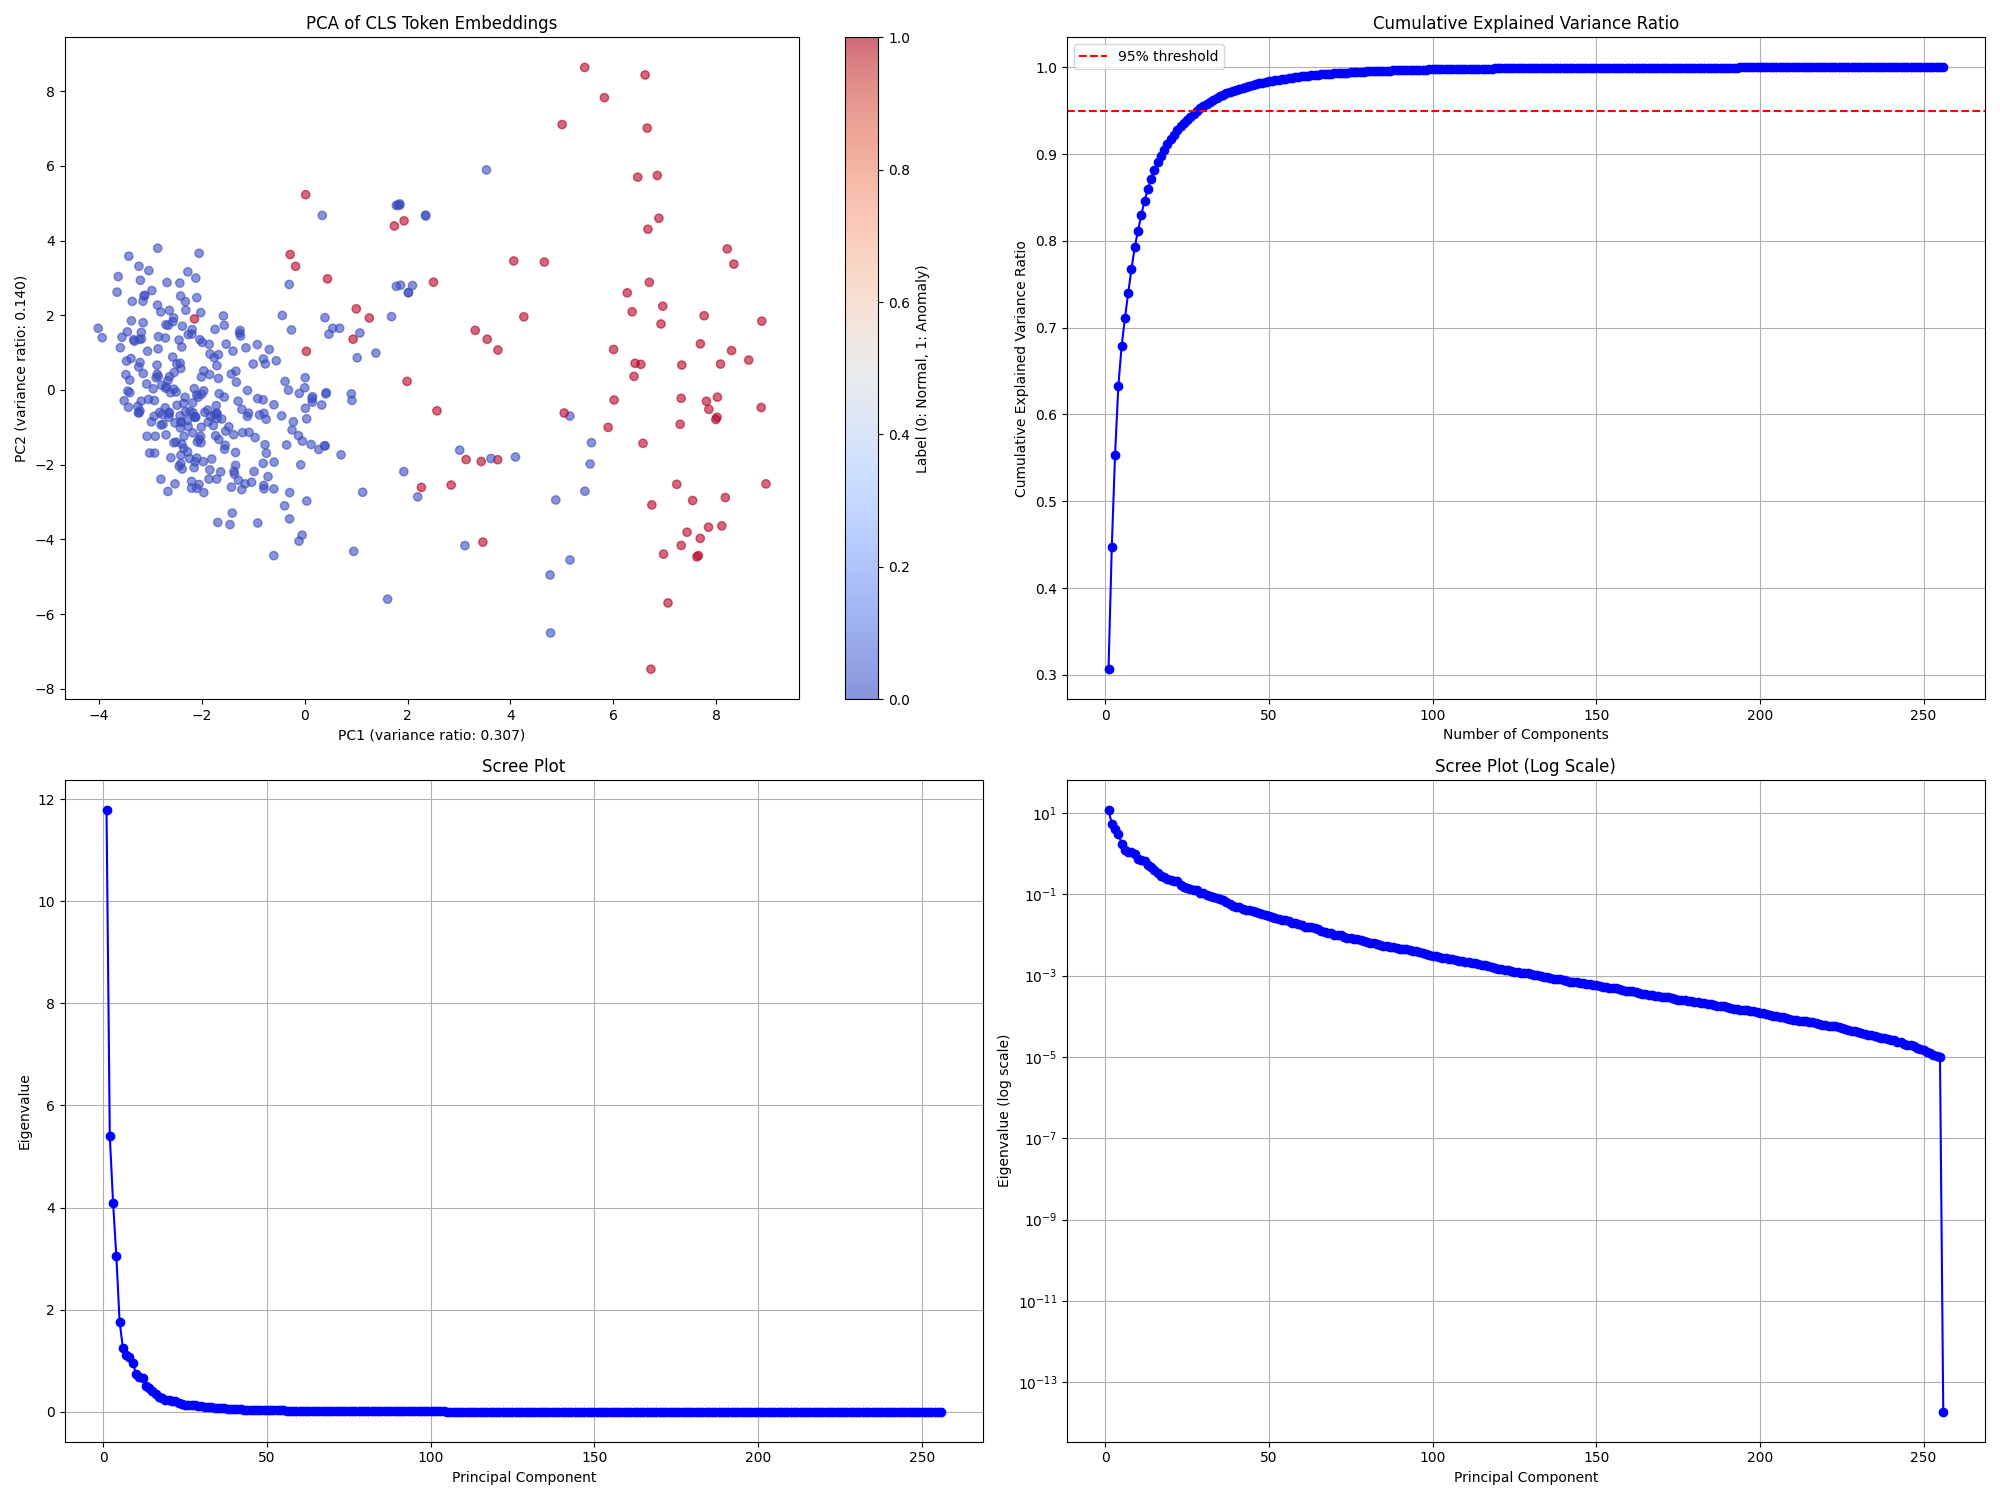 PCA of CLS Token Embeddings
8
6
4
2
0
−2
−4
−6
−8
PC2 (variance ratio: 0.140)
−4 −2 0 2 4 6 8
PC1 (variance ratio: 0.307)
1.0
0.8
0.6
0.4
0.2
0.0
Label (0: Normal, 1: Anomaly)
Cumulative Explained Variance Ratio
95% threshold
1.0
0.9
0.8
0.7
0.6
0.5
0.4
0.3
Cumulative Explained Variance Ratio
0 50 100 150 200 250
Number of Components
Scree Plot
12
10
8
6
4
2
0
Eigenvalue
0 50 100 150 200 250
Principal Component
Scree Plot (Log Scale)
10¹
10⁻¹
10⁻³
10⁻⁵
10⁻⁷
10⁻⁹
10⁻¹¹
10⁻¹³
Eigenvalue (log scale)
0 50 100 150 200 250
Principal Component